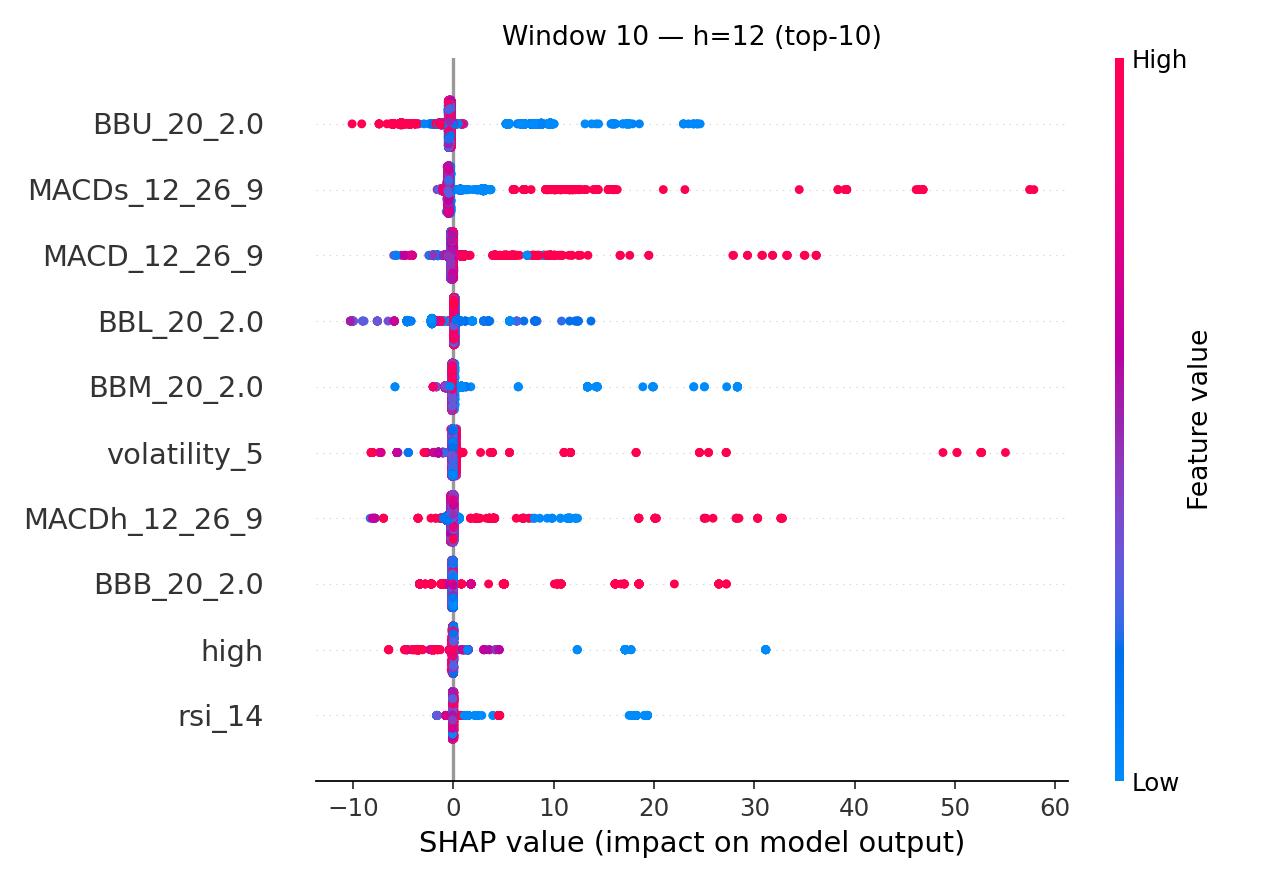 Window 10 — h=12 (top-10)
High
BBU_20_2.0
MACDs_12_26_9
MACD_12_26_9
BBL_20_2.0
BBM_20_2.0
volatility_5
MACDh_12_26_9
BBB_20_2.0
high
rsi_14
Feature value
Low
−10 0 10 20 30 40 50 60
SHAP value (impact on model output)